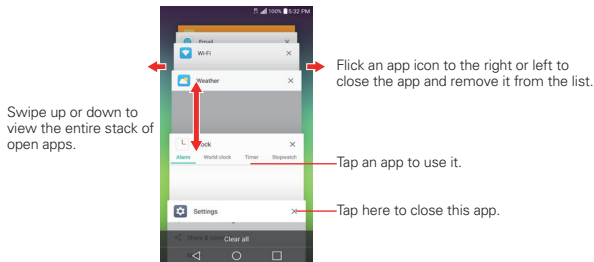 100% 5:32 PM
Email
Wi-Fi
Weather
Clock
Alarm World clock Timer Stopwatch
Settings
Share & connect
Clear all
Swipe up or down to
view the entire stack of
open apps.
Flick an app icon to the right or left to
close the app and remove it from the list.
Tap an app to use it.
Tap here to close this app.